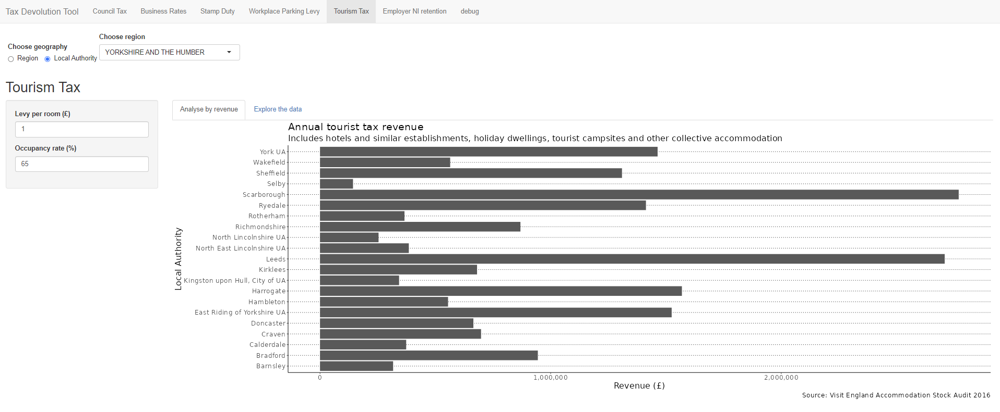 Tax Devolution Tool Council Tax Business Rates Stamp Duty Workplace Parking Levy Tourism Tax Employer NI retention debug
Choose region
YORKSHIRE AND THE HUMBER
Choose geography
Region Local Authority
Tourism Tax
Levy per room (£)
1
Occupancy rate (%)
65
Analyse by revenue Explore the data
Annual tourist tax revenue
Includes hotels and similar establishments, holiday dwellings, tourist campsites and other collective accommodation
Local Authority
York UA
Wakefield
Sheffield
Selby
Scarborough
Ryedale
Rotherham
Richmondshire
North Lincolnshire UA
North East Lincolnshire UA
Leeds
Kirklees
Kingston upon Hull, City of UA
Harrogate
Hambleton
East Riding of Yorkshire UA
Doncaster
Craven
Calderdale
Bradford
Barnsley
0 1,000,000 2,000,000
Revenue (£)
Source: Visit England Accommodation Stock Audit 2016